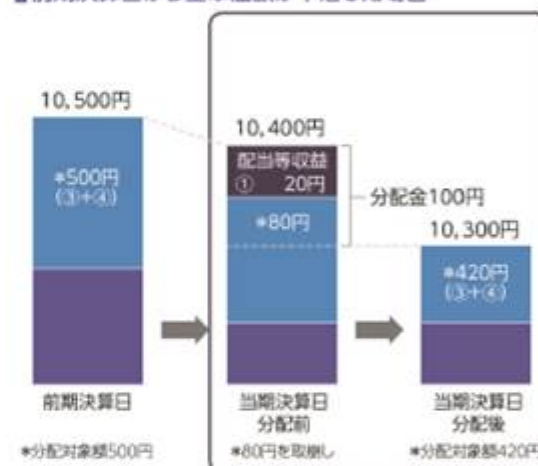 10,500円
*500円
(③+④)
前期決算日
*分配対象額500円
10,400円
配当等収益
① 20円
*80円
分配金100円
当期決算日
分配前
*80円を取崩し
10,300円
*420円
(③+④)
当期決算日
分配後
*分配対象額420円